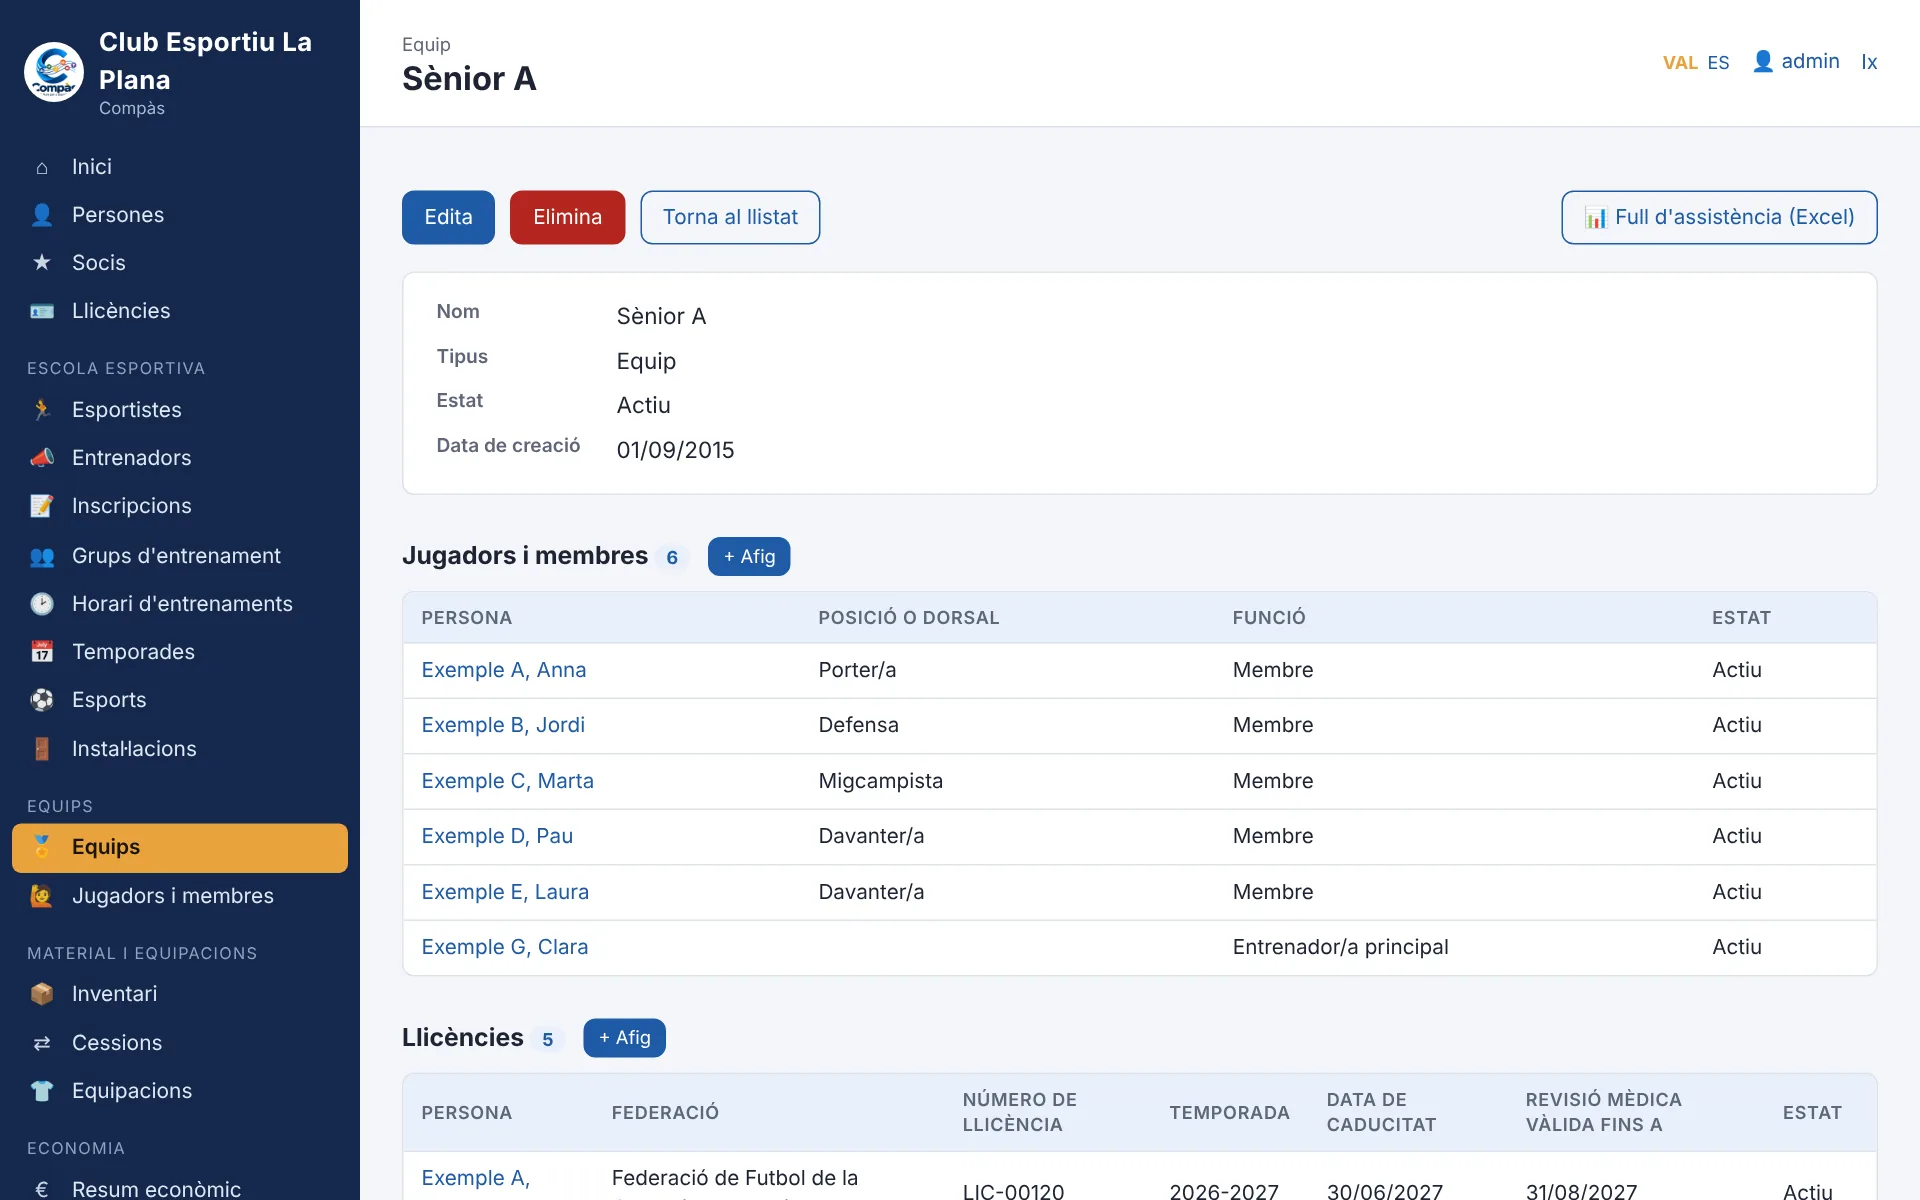 Club Esportiu La
Plana
Compàs
Inici
Persones
Socis
Llicències
ESCOLA ESPORTIVA
Esportistes
Entrenadors
Inscripcions
Grups d'entrenament
Horari d'entrenaments
Temporades
Esports
Instal·lacions
EQUIPS
Equips
Jugadors i membres
MATERIAL I EQUIPACIONS
Inventari
Cessions
Equipacions
ECONOMIA
€ Resum econòmic
Equip
Sènior A
VAL ES admin Ix
Edita Elimina Torna al llistat Full d'assistència (Excel)
Nom Sènior A
Tipus Equip
Estat Actiu
Data de creació 01/09/2015
Jugadors i membres 6 + Afig
PERSONA POSICIÓ O DORSAL FUNCIÓ ESTAT
Exemple A, Anna Porter/a Membre Actiu
Exemple B, Jordi Defensa Membre Actiu
Exemple C, Marta Migcampista Membre Actiu
Exemple D, Pau Davanter/a Membre Actiu
Exemple E, Laura Davanter/a Membre Actiu
Exemple G, Clara Entrenador/a principal Actiu
Llicències 5 + Afig
PERSONA FEDERACIÓ NÚMERO DE LLICÈNCIA TEMPORADA DATA DE CADUCITAT REVISIÓ MÈDICA VÀLIDA FINS A ESTAT
Exemple A, Federació de Futbol de la LIC-00120 2026-2027 30/06/2027 31/08/2027 Actiu